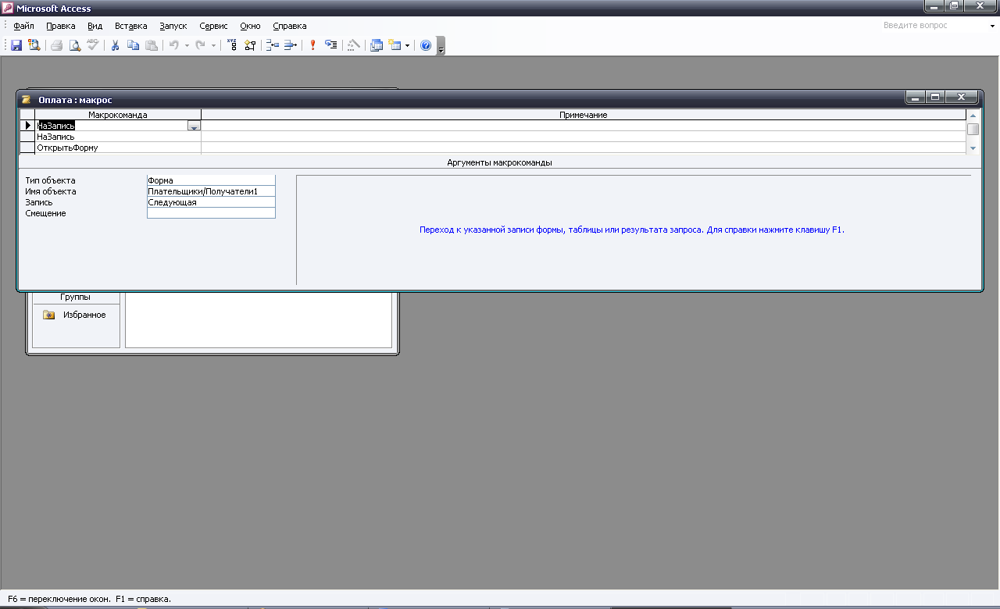 Microsoft Access
Файл Правка Вид Вставка Запуск Сервис Окно Справка Введите вопрос
Оплата : макрос
Макрокоманда Примечание
НаЗапись
НаЗапись
ОткрытьФорму
Аргументы макрокоманды
Тип объекта Форма
Имя объекта Плательщики/Получатели1
Запись Следующая
Смещение
Переход к указанной записи формы, таблицы или результата запроса. Для справки нажмите клавишу F1.
Группы
Избранное
F6 = переключение окон. F1 = справка.